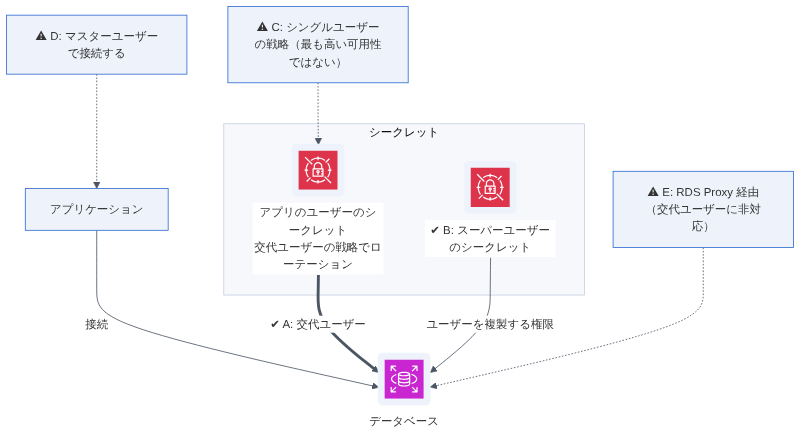 ⚠ D: マスターユーザー
で接続する
⚠ C: シングルユーザー
の戦略（最も高い可用性
ではない）
シークレット
アプリケーション
アプリのユーザーのシ
ークレット
交代ユーザーの戦略でロ
ーテーション
✔ B: スーパーユーザー
のシークレット
⚠ E: RDS Proxy 経由
（交代ユーザーに非対
応）
接続
✔ A: 交代ユーザー
ユーザーを複製する権限
データベース